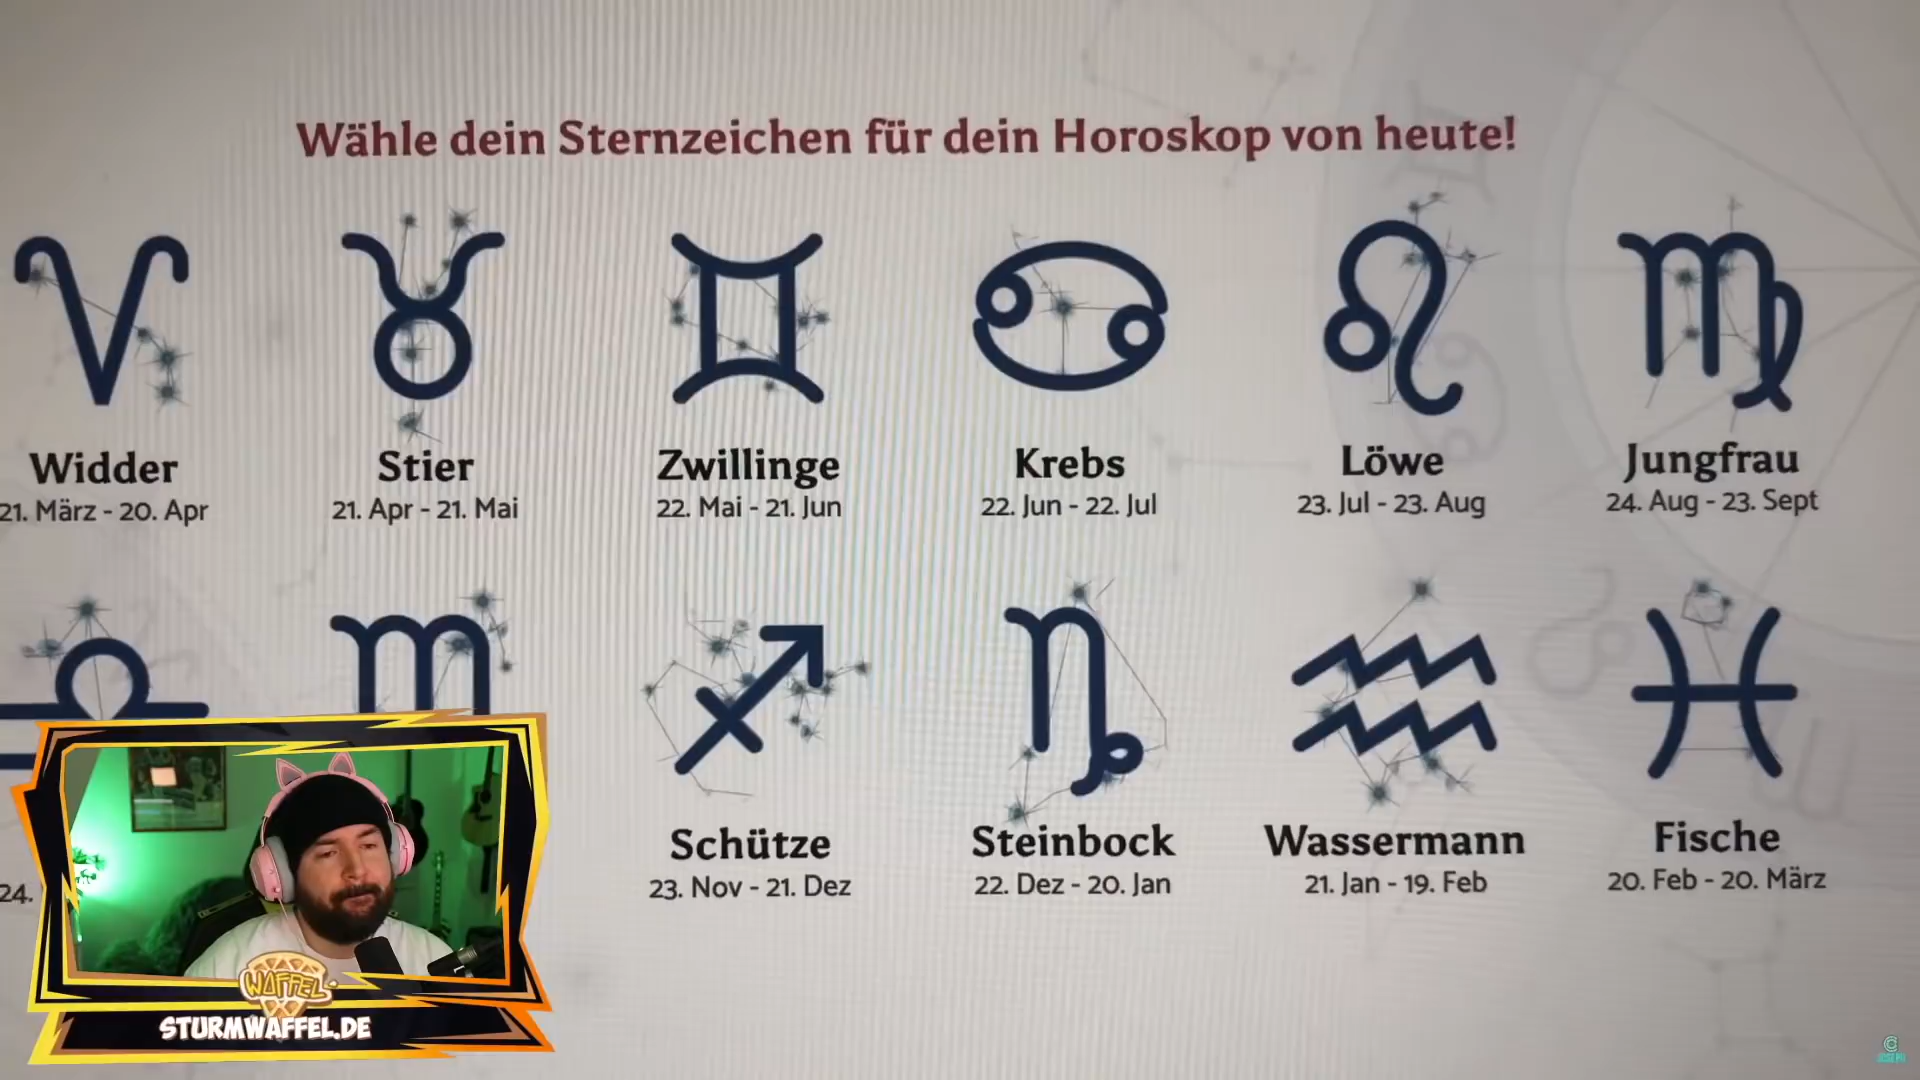 Wähle dein Sternzeichen für dein Horoskop von heute!
Widder
21. März - 20. Apr
Stier
21. Apr - 21. Mai
Zwillinge
22. Mai - 21. Jun
Krebs
22. Jun - 22. Jul
Löwe
23. Jul - 23. Aug
Jungfrau
24. Aug - 23. Sept
24.
Schütze
23. Nov - 21. Dez
Steinbock
22. Dez - 20. Jan
Wassermann
21. Jan - 19. Feb
Fische
20. Feb - 20. März
WAFFEL
STURMWAFFEL.DE